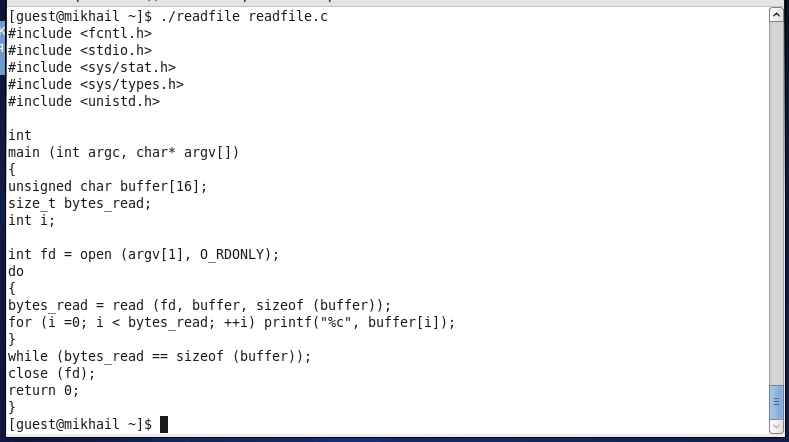 [guest@mikhail ~]$ ./readfile readfile.c
#include <fcntl.h>
#include <stdio.h>
#include <sys/stat.h>
#include <sys/types.h>
#include <unistd.h>

int
main (int argc, char* argv[])
{
unsigned char buffer[16];
size_t bytes_read;
int i;

int fd = open (argv[1], O_RDONLY);
do
{
bytes_read = read (fd, buffer, sizeof (buffer));
for (i =0; i < bytes_read; ++i) printf("%c", buffer[i]);
}
while (bytes_read == sizeof (buffer));
close (fd);
return 0;
}
[guest@mikhail ~]$